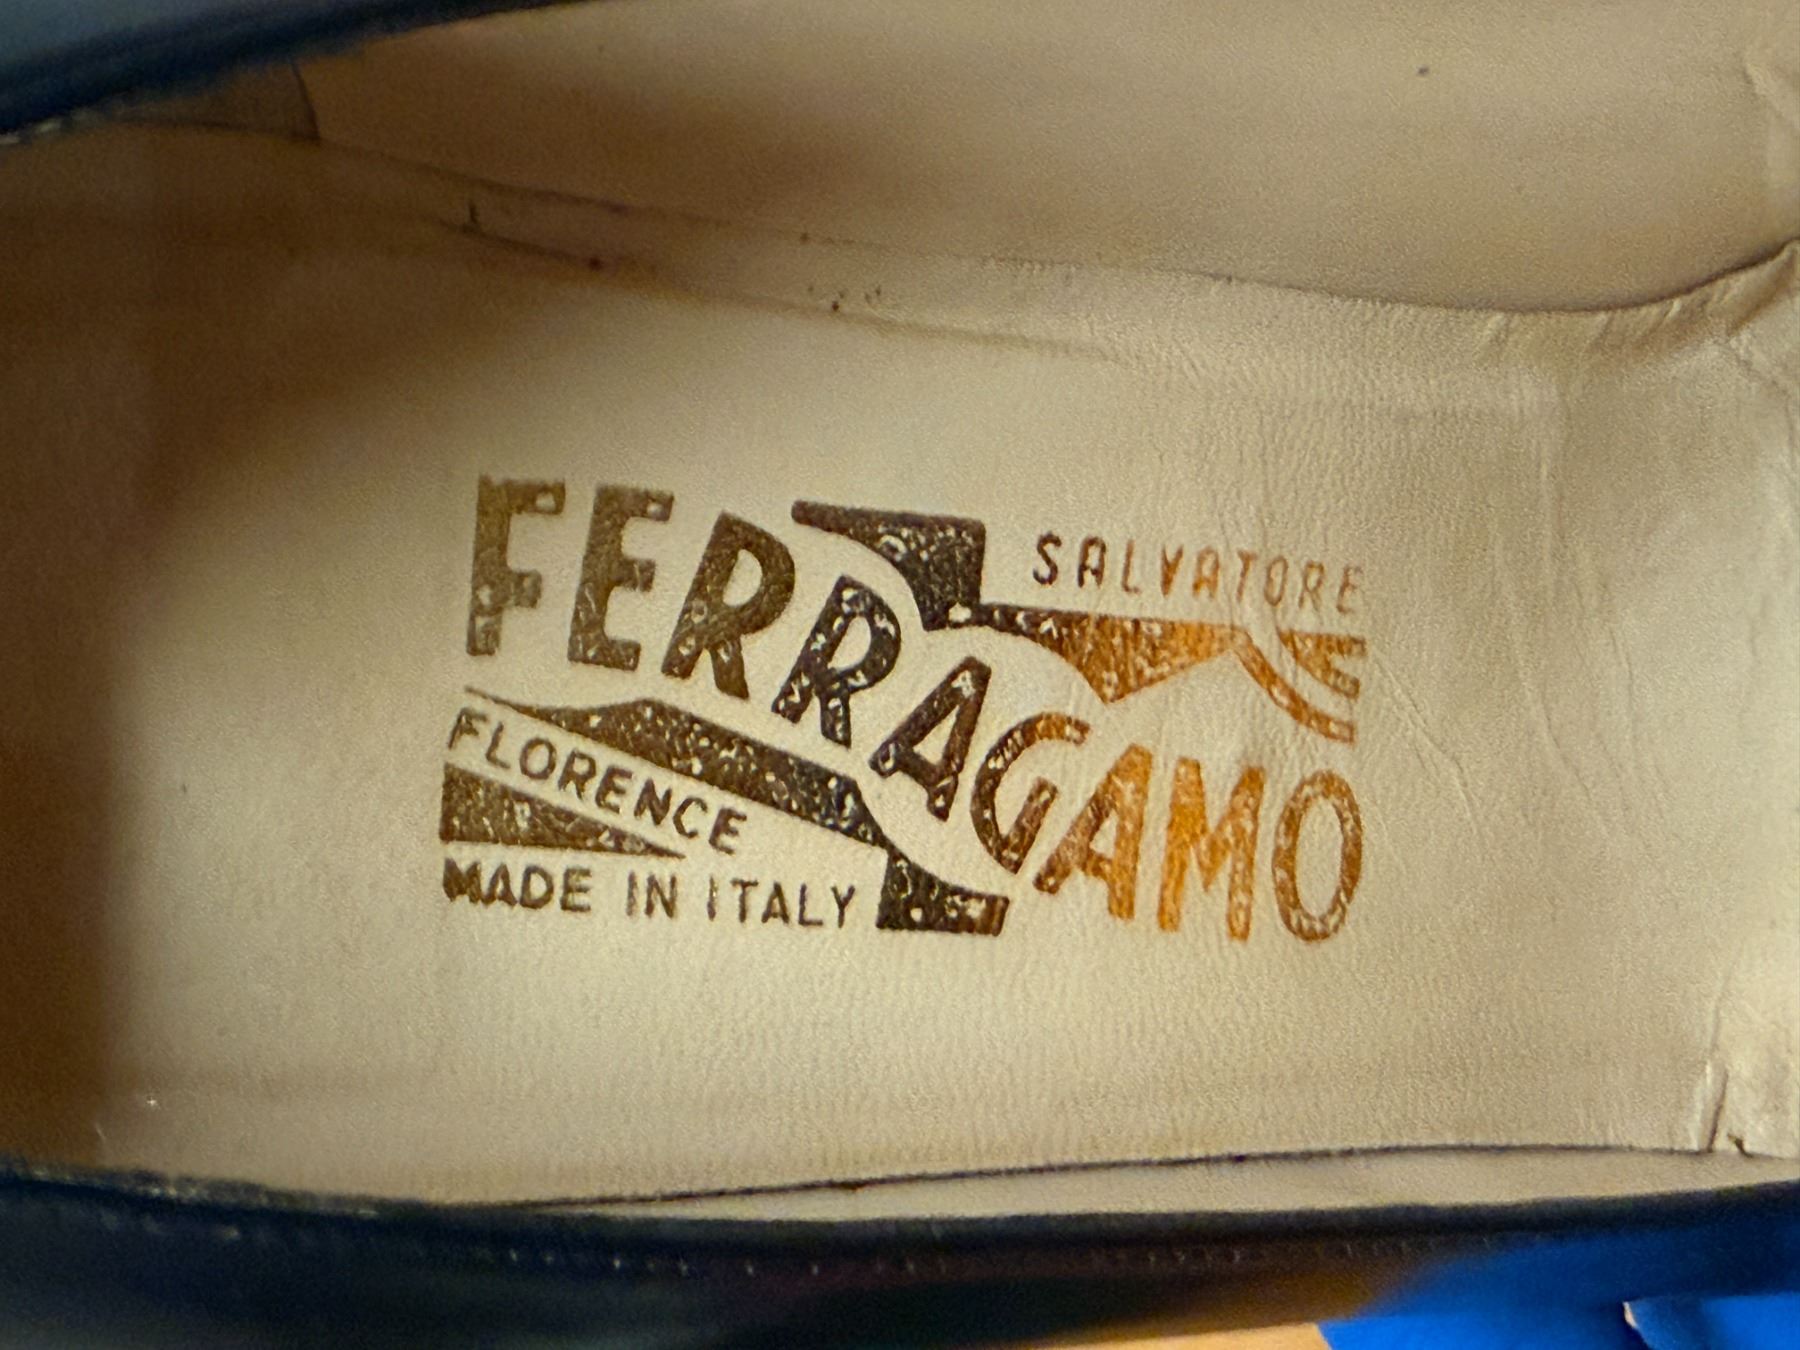 SALVATORE
FERRAGAMO
FLORENCE
MADE IN ITALY